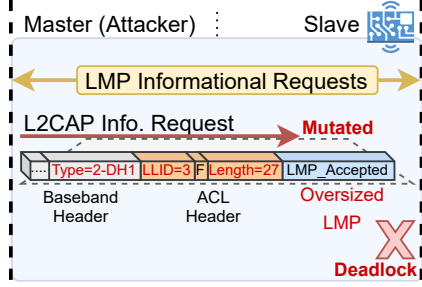 Master (Attacker) Slave
LMP Informational Requests
L2CAP Info. Request
Mutated
.... Type=2-DH1 LLID=3 F Length=27 LMP_Accepted
Baseband Header
ACL Header
Oversized LMP
Deadlock